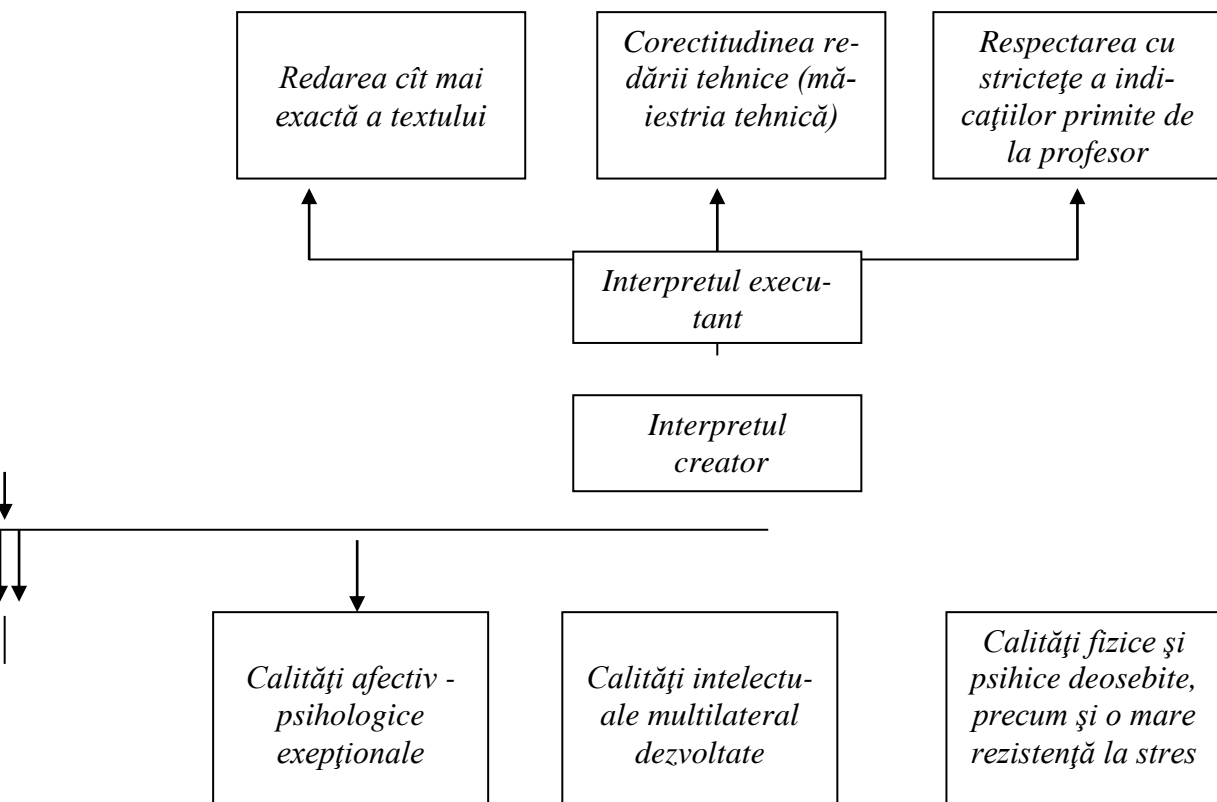 Redarea cît mai
exactă a textului
Corectitudinea re-
dării tehnice (mă-
iestria tehnică)
Respectarea cu
stricteţe a indi-
caţiilor primite de
la profesor
Interpretul execu-
tant
Interpretul
creator
Calităţi afectiv -
psihologice
exepţionale
Calităţi intelectu-
ale multilateral
dezvoltate
Calităţi fizice şi
psihice deosebite,
precum şi o mare
rezistenţă la stres